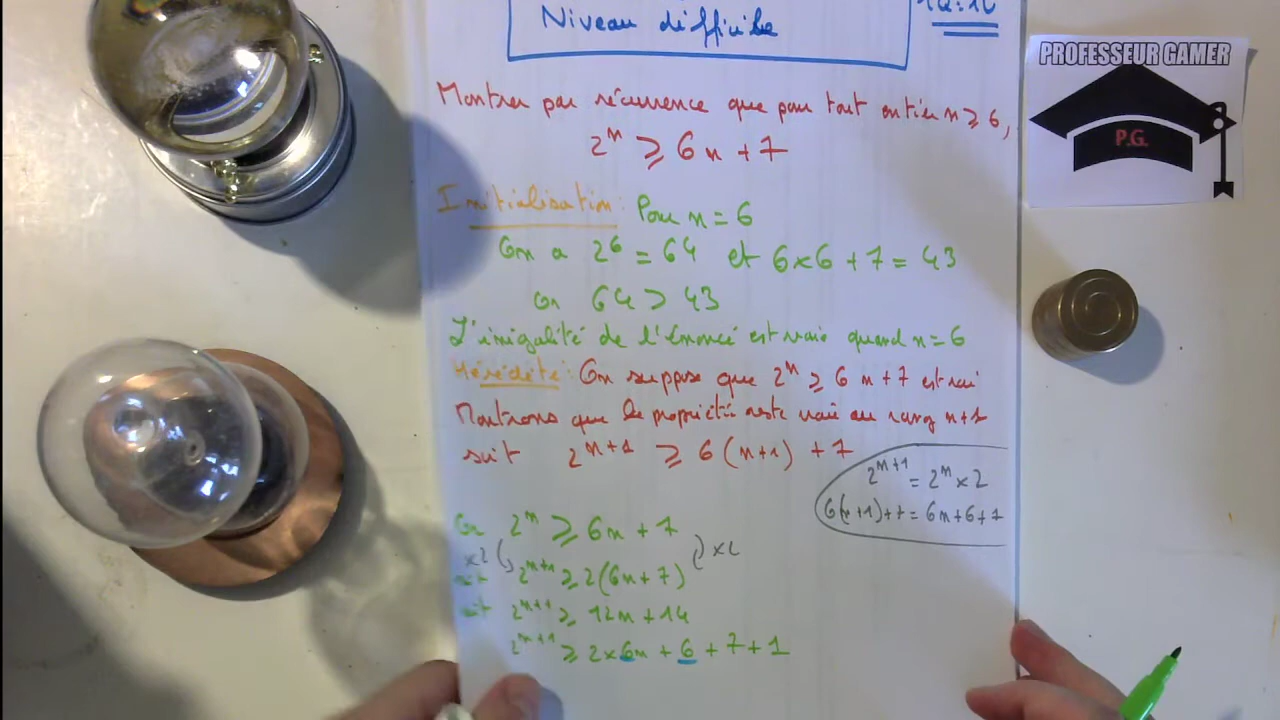 Niveau difficile
PROFESSEUR GAMER
P.G.
Montrer par récurrence que pour tout entier n ⩾ 6,
2ⁿ ⩾ 6n + 7
Initialisation : Pour n = 6
On a 2⁶ = 64 et 6×6 + 7 = 43
or 64 > 43
L'inégalité de l'énoncé est vraie quand n = 6
Hérédité : On suppose que 2ⁿ ⩾ 6n + 7 est vrai
Montrons que la propriété reste vraie au rang n+1
soit 2ⁿ⁺¹ ⩾ 6(n+1) + 7
2ⁿ⁺¹ = 2ⁿ × 2
6(n+1)+7 = 6n+6+7
Or 2ⁿ ⩾ 6n + 7
×2 ×2
soit 2ⁿ⁺¹ ⩾ 2(6n+7)
soit 2ⁿ⁺¹ ⩾ 12n + 14
2ⁿ⁺¹ ⩾ 2×6n + 6 + 7 + 1